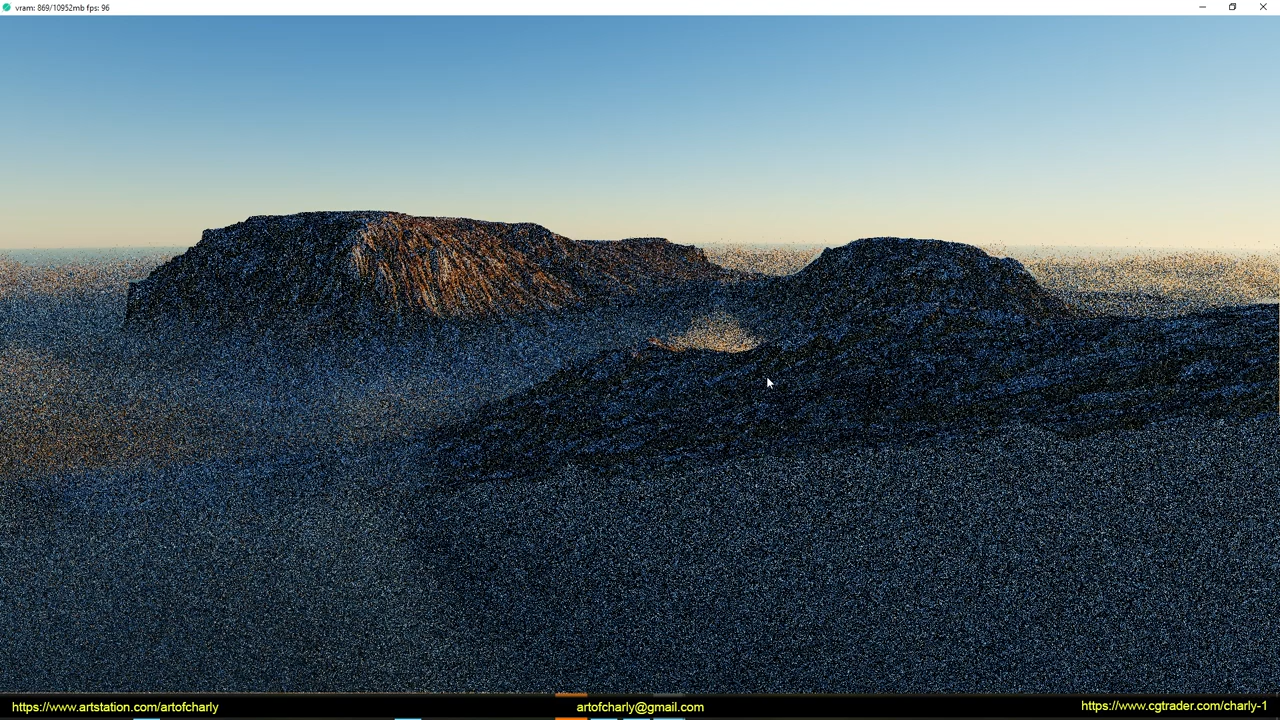 vram: 869/10952mb fps: 96
https://www.artstation.com/artofcharly
artofcharly@gmail.com
https://www.cgtrader.com/charly-1